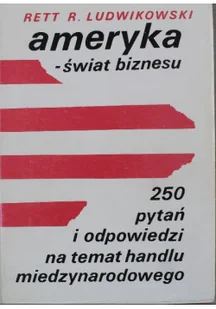 RETT R. LUDWIKOWSKI
ameryka
-świat biznesu
250
pytań
i odpowiedzi
na temat handlu
miedzynarodowego